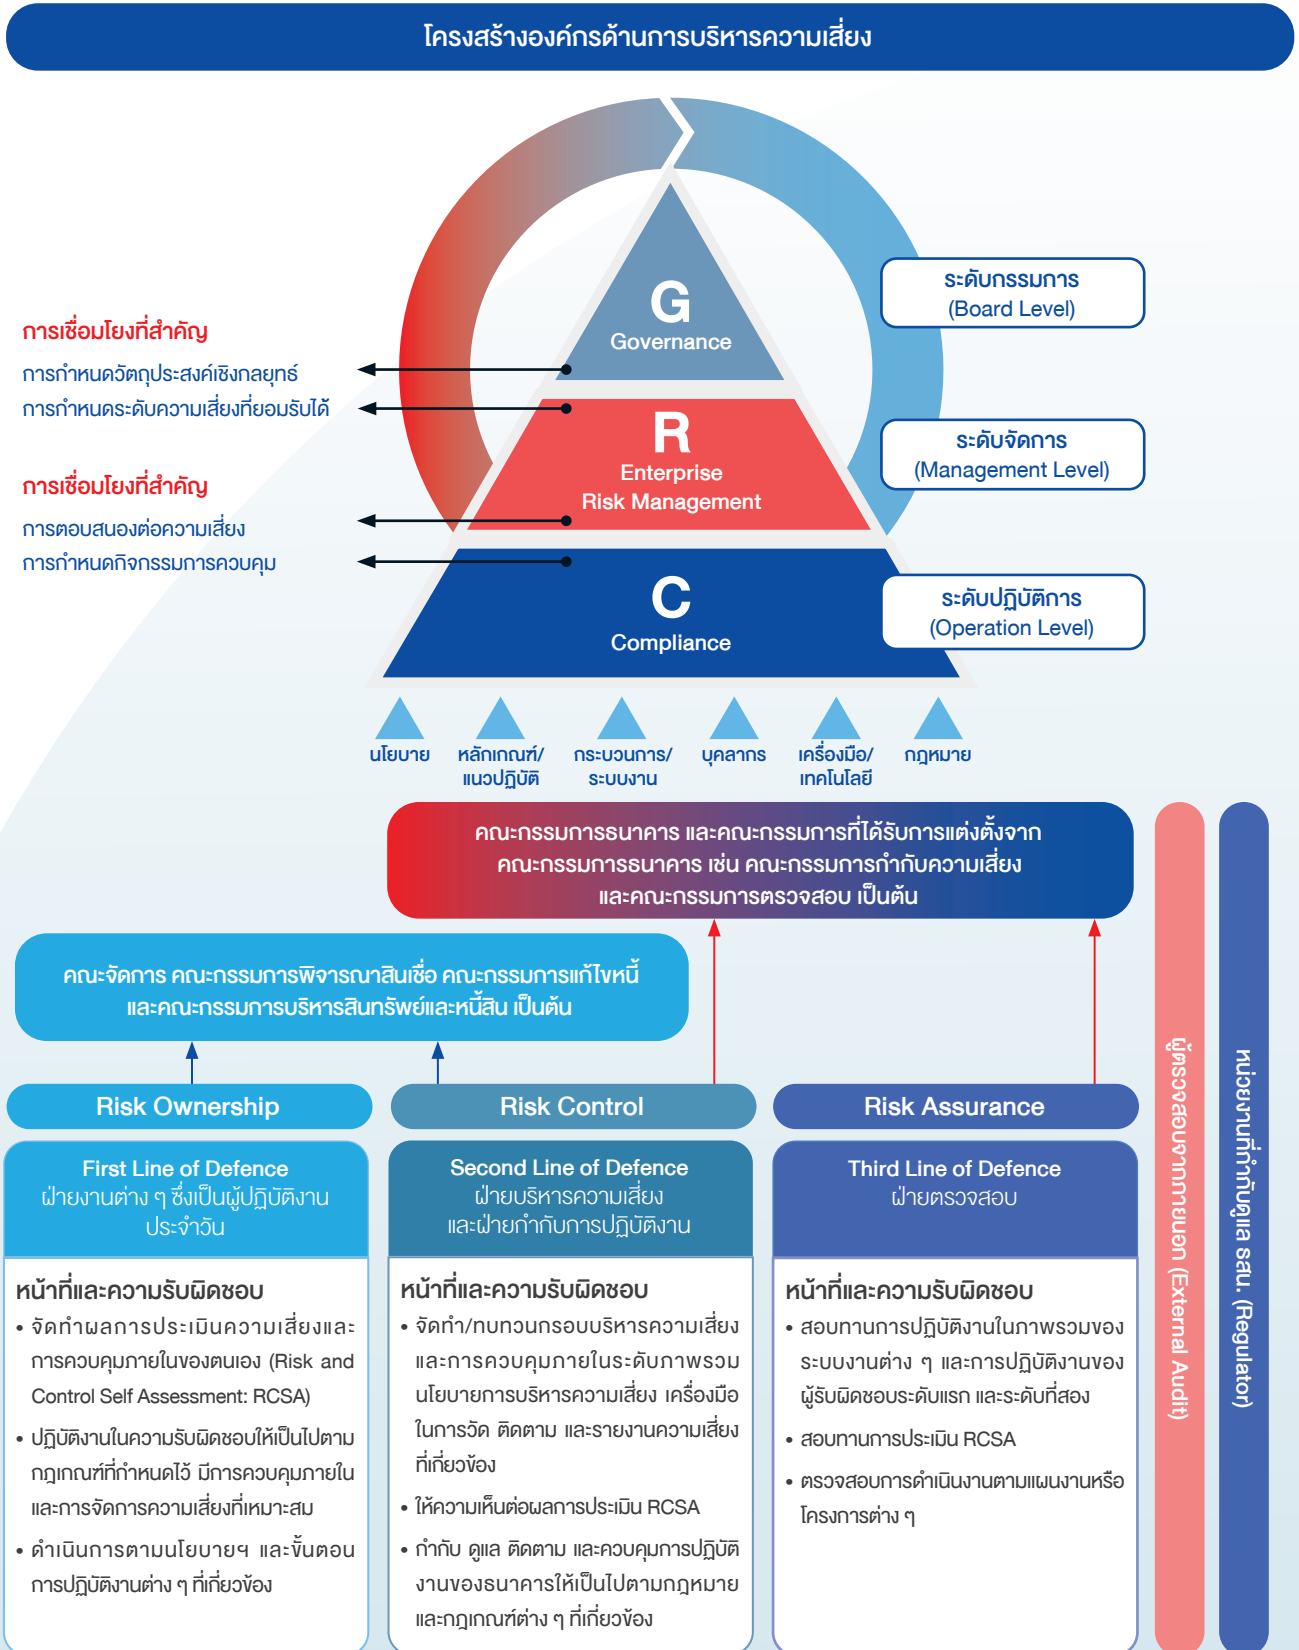 โครงสร้างองค์กรด้านการบริหารความเสี่ยง
G
Governance
ระดับกรรมการ
(Board Level)
การเชื่อมโยงที่สำคัญ
การกำหนดวัตถุประสงค์เชิงกลยุทธ์
การกำหนดระดับความเสี่ยงที่ยอมรับได้
R
Enterprise
Risk Management
ระดับจัดการ
(Management Level)
การเชื่อมโยงที่สำคัญ
การตอบสนองต่อความเสี่ยง
การกำหนดกิจกรรมการควบคุม
C
Compliance
ระดับปฏิบัติการ
(Operation Level)
นโยบาย
หลักเกณฑ์/
แนวปฏิบัติ
กระบวนการ/
ระบบงาน
บุคลากร
เครื่องมือ/
เทคโนโลยี
กฎหมาย
คณะกรรมการธนาคาร และคณะกรรมการที่ได้รับการแต่งตั้งจาก
คณะกรรมการธนาคาร เช่น คณะกรรมการกำกับความเสี่ยง
และคณะกรรมการตรวจสอบ เป็นต้น
คณะจัดการ คณะกรรมการพิจารณาสินเชื่อ คณะกรรมการแก้ไขหนี้
และคณะกรรมการบริหารสินทรัพย์และหนี้สิน เป็นต้น
Risk Ownership
First Line of Defence
ฝ่ายงานต่าง ๆ ซึ่งเป็นผู้ปฏิบัติงาน
ประจำวัน
หน้าที่และความรับผิดชอบ
• จัดทำผลการประเมินความเสี่ยงและ
การควบคุมภายในของตนเอง (Risk and
Control Self Assessment: RCSA)
• ปฏิบัติงานในความรับผิดชอบให้เป็นไปตาม
กฎเกณฑ์ที่กำหนดไว้ มีการควบคุมภายใน
และการจัดการความเสี่ยงที่เหมาะสม
• ดำเนินการตามนโยบายฯ และขั้นตอน
การปฏิบัติงานต่าง ๆ ที่เกี่ยวข้อง
Risk Control
Second Line of Defence
ฝ่ายบริหารความเสี่ยง
และฝ่ายกำกับการปฏิบัติงาน
หน้าที่และความรับผิดชอบ
• จัดทำ/ทบทวนกรอบบริหารความเสี่ยง
และการควบคุมภายในระดับภาพรวม
นโยบายการบริหารความเสี่ยง เครื่องมือ
ในการวัด ติดตาม และรายงานความเสี่ยง
ที่เกี่ยวข้อง
• ให้ความเห็นต่อผลการประเมิน RCSA
• กำกับ ดูแล ติดตาม และควบคุมการปฏิบัติ
งานของธนาคารให้เป็นไปตามกฎหมาย
และกฎเกณฑ์ต่าง ๆ ที่เกี่ยวข้อง
Risk Assurance
Third Line of Defence
ฝ่ายตรวจสอบ
หน้าที่และความรับผิดชอบ
• สอบทานการปฏิบัติงานในภาพรวมของ
ระบบงานต่าง ๆ และการปฏิบัติงานของ
ผู้รับผิดชอบระดับแรก และระดับที่สอง
• สอบทานการประเมิน RCSA
• ตรวจสอบการดำเนินงานตามแผนงานหรือ
โครงการต่าง ๆ
ผู้ตรวจสอบจากภายนอก (External Audit)
หน่วยงานที่กำกับดูแล ธสน. (Regulator)